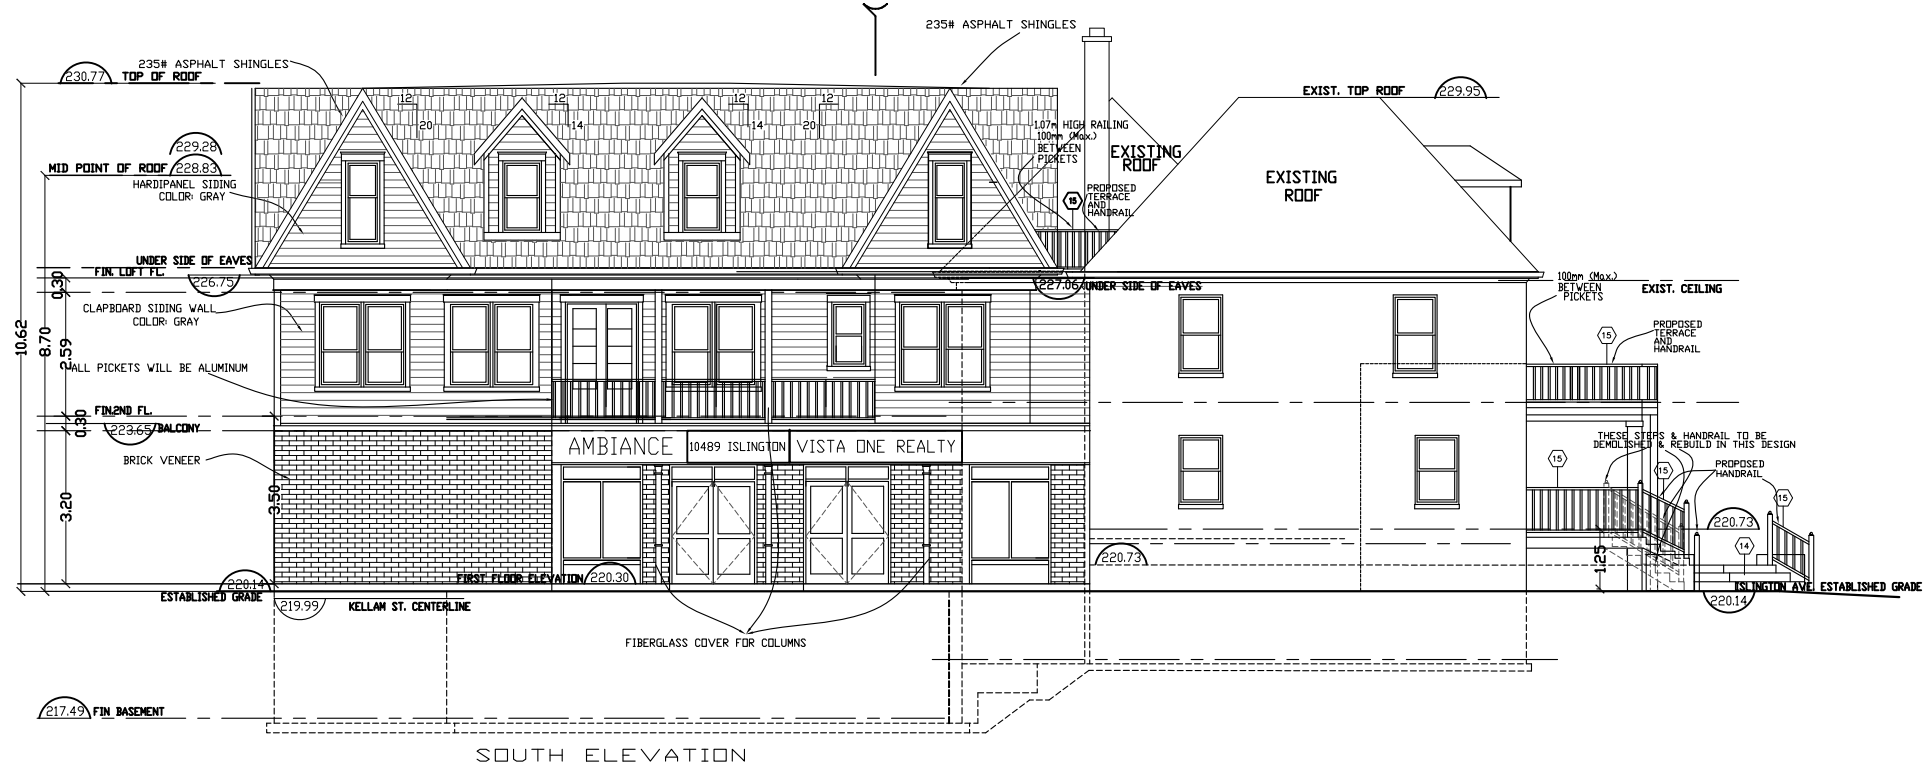 235# ASPHALT SHINGLES
235# ASPHALT SHINGLES
230.77 TOP OF ROOF
EXIST. TOP ROOF 229.95
12
20
12
14
12
14
12
20
1.07m HIGH RAILING
100mm (Max.)
BETWEEN
PICKETS
229.28
MID POINT OF ROOF 228.83
HARDIPANEL SIDING
COLOR: GRAY
EXISTING
ROOF
EXISTING
ROOF
15
PROPOSED
TERRACE
AND
HANDRAIL
UNDER SIDE OF EAVES
FIN. LOFT FL.
226.75
227.06 UNDER SIDE OF EAVES
100mm (Max.)
BETWEEN
PICKETS
EXIST. CEILING
CLAPBOARD SIDING WALL
COLOR: GRAY
0.30
10.62
8.70
2.59
15
PROPOSED
TERRACE
AND
HANDRAIL
ALL PICKETS WILL BE ALUMINUM
FIN.2ND FL.
0.30
223.65 BALCONY
AMBIANCE
10489 ISLINGTON
VISTA ONE REALTY
THESE STEPS & HANDRAIL TO BE
DEMOLISHED & REBUILD IN THIS DESIGN
BRICK VENEER
15
15
PROPOSED
HANDRAIL
15
3.20
3.50
220.73
220.73
14
1.25
220.14
ESTABLISHED GRADE
FIRST FLOOR ELEVATION 220.30
ISLINGTON AVE. ESTABLISHED GRADE
220.14
219.99 KELLAM ST. CENTERLINE
FIBERGLASS COVER FOR COLUMNS
217.49 FIN BASEMENT
SOUTH ELEVATION